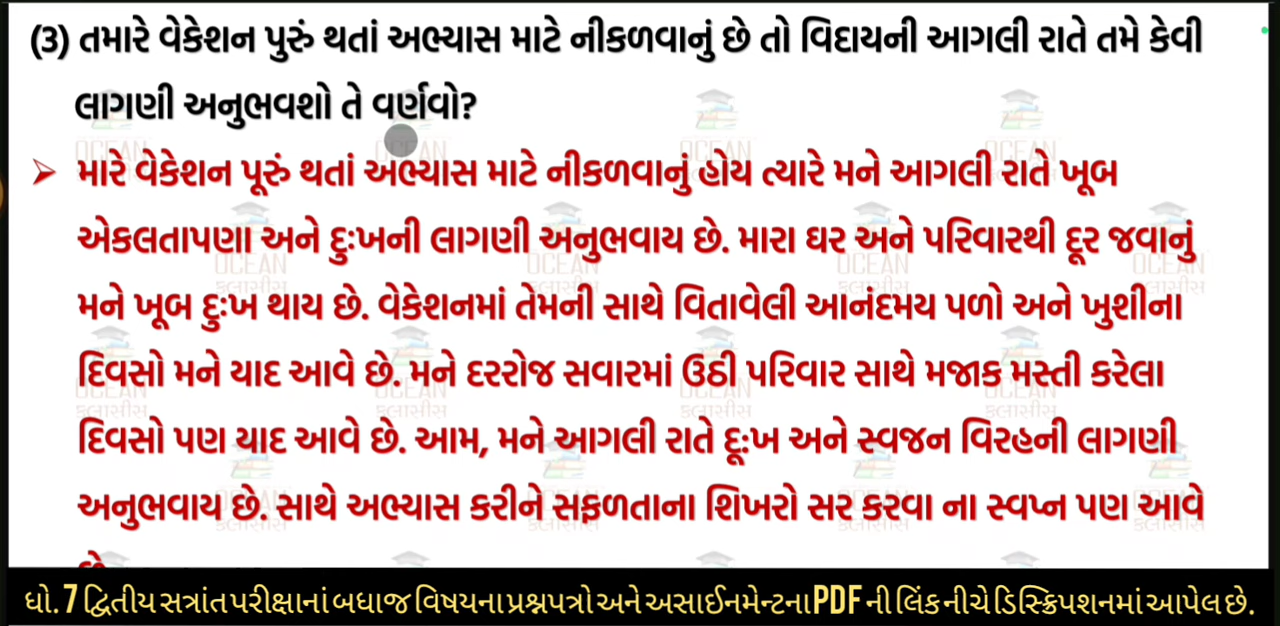 (3) તમારે વેકેશન પુરું થતાં અભ્યાસ માટે નીકળવાનું છે તો વિદાયની આગલી રાતે તમે કેવી
લાગણી અનુભવશો તે વર્ણવો?
➢ મારે વેકેશન પૂરું થતાં અભ્યાસ માટે નીકળવાનું હોય ત્યારે મને આગલી રાતે ખૂબ
એકલતાપણા અને દુઃખની લાગણી અનુભવાય છે. મારા ઘર અને પરિવારથી દૂર જવાનું
મને ખૂબ દુઃખ થાય છે. વેકેશનમાં તેમની સાથે વિતાવેલી આનંદમય પળો અને ખુશીના
દિવસો મને યાદ આવે છે. મને દરરોજ સવારમાં ઉઠી પરિવાર સાથે મજાક મસ્તી કરેલા
દિવસો પણ યાદ આવે છે. આમ, મને આગલી રાતે દૂઃખ અને સ્વજન વિરહની લાગણી
અનુભવાય છે. સાથે અભ્યાસ કરીને સફળતાના શિખરો સર કરવા ના સ્વપ્ન પણ આવે
છે.
OCEAN
ક્લાસીસ
ધો. 7 દ્વિતીય સત્રાંત પરીક્ષાનાં બધા જ વિષયના પ્રશ્નપત્રો અને અસાઈનમેન્ટના PDF ની લિંક નીચે ડિસ્ક્રિપશનમાં આપેલ છે.